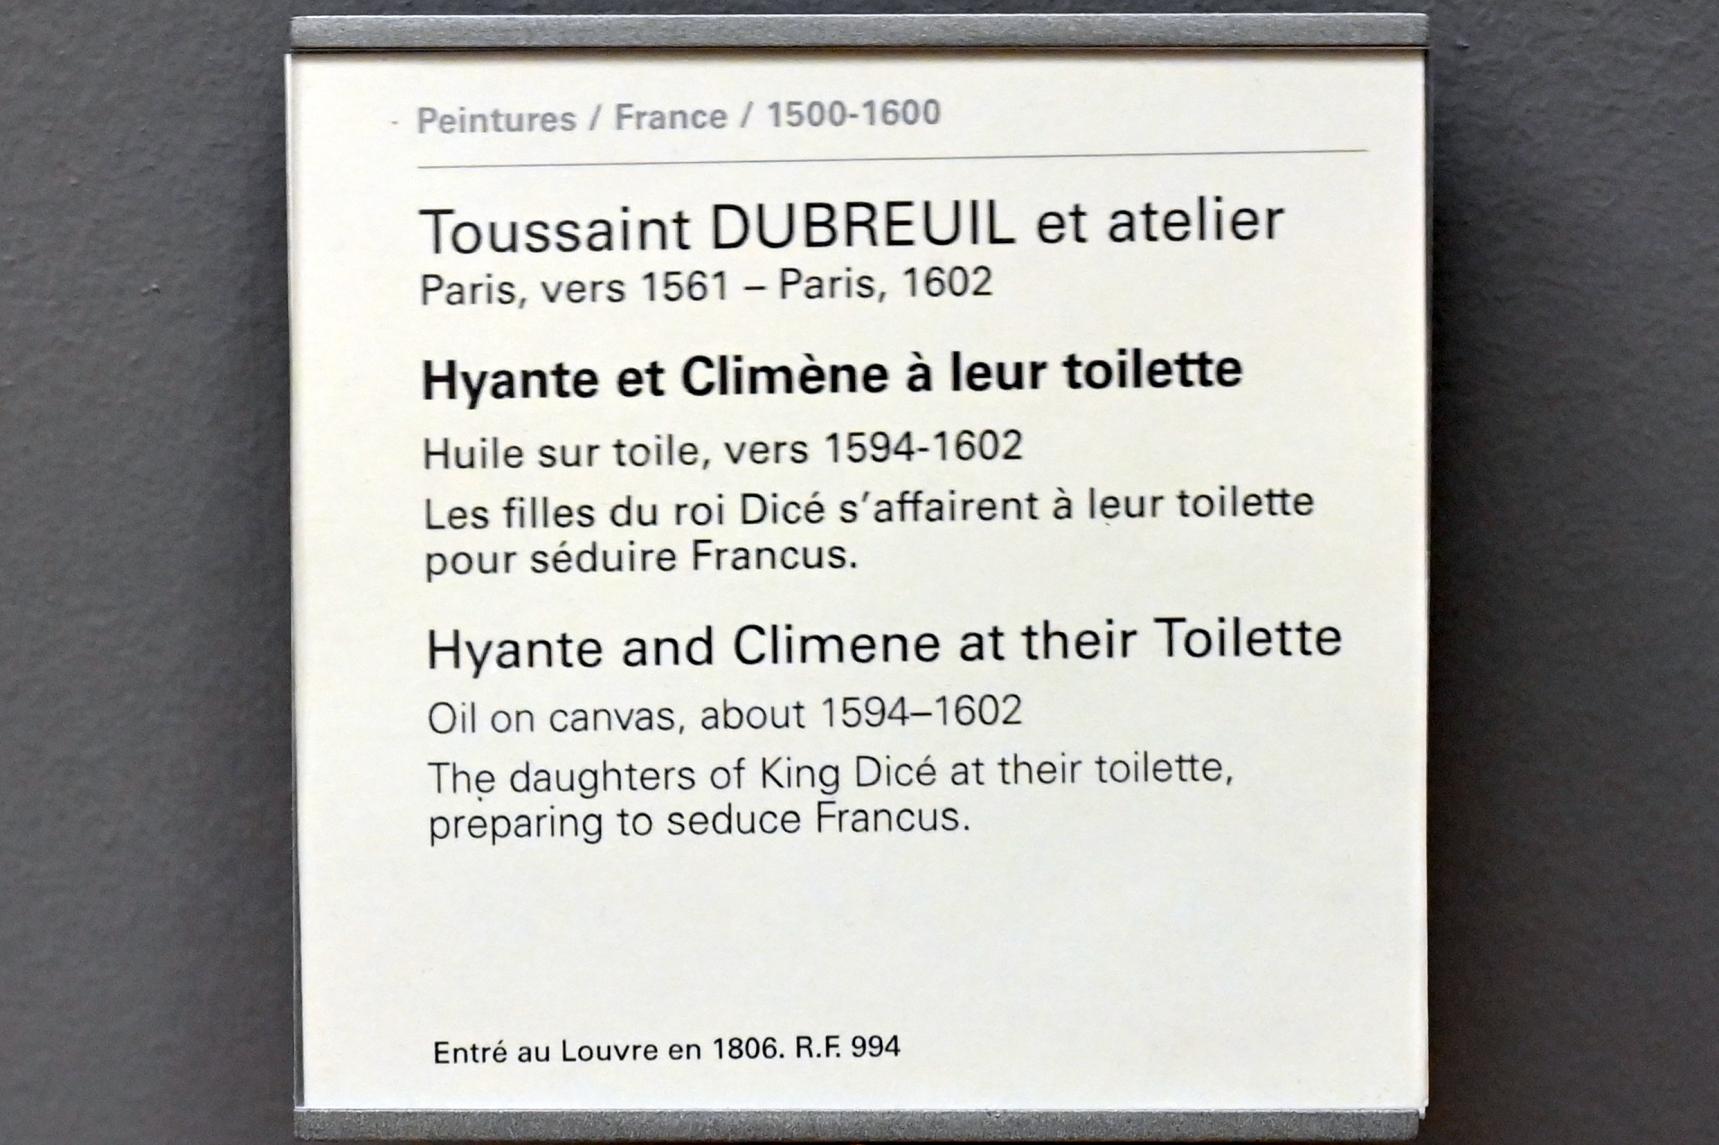 Peintures / France / 1500-1600
Toussaint DUBREUIL et atelier
Paris, vers 1561 – Paris, 1602
Hyante et Climène à leur toilette
Huile sur toile, vers 1594-1602
Les filles du roi Dicé s'affairent à leur toilette
pour séduire Francus.
Hyante and Climene at their Toilette
Oil on canvas, about 1594–1602
The daughters of King Dicé at their toilette,
preparing to seduce Francus.
Entré au Louvre en 1806. R.F. 994